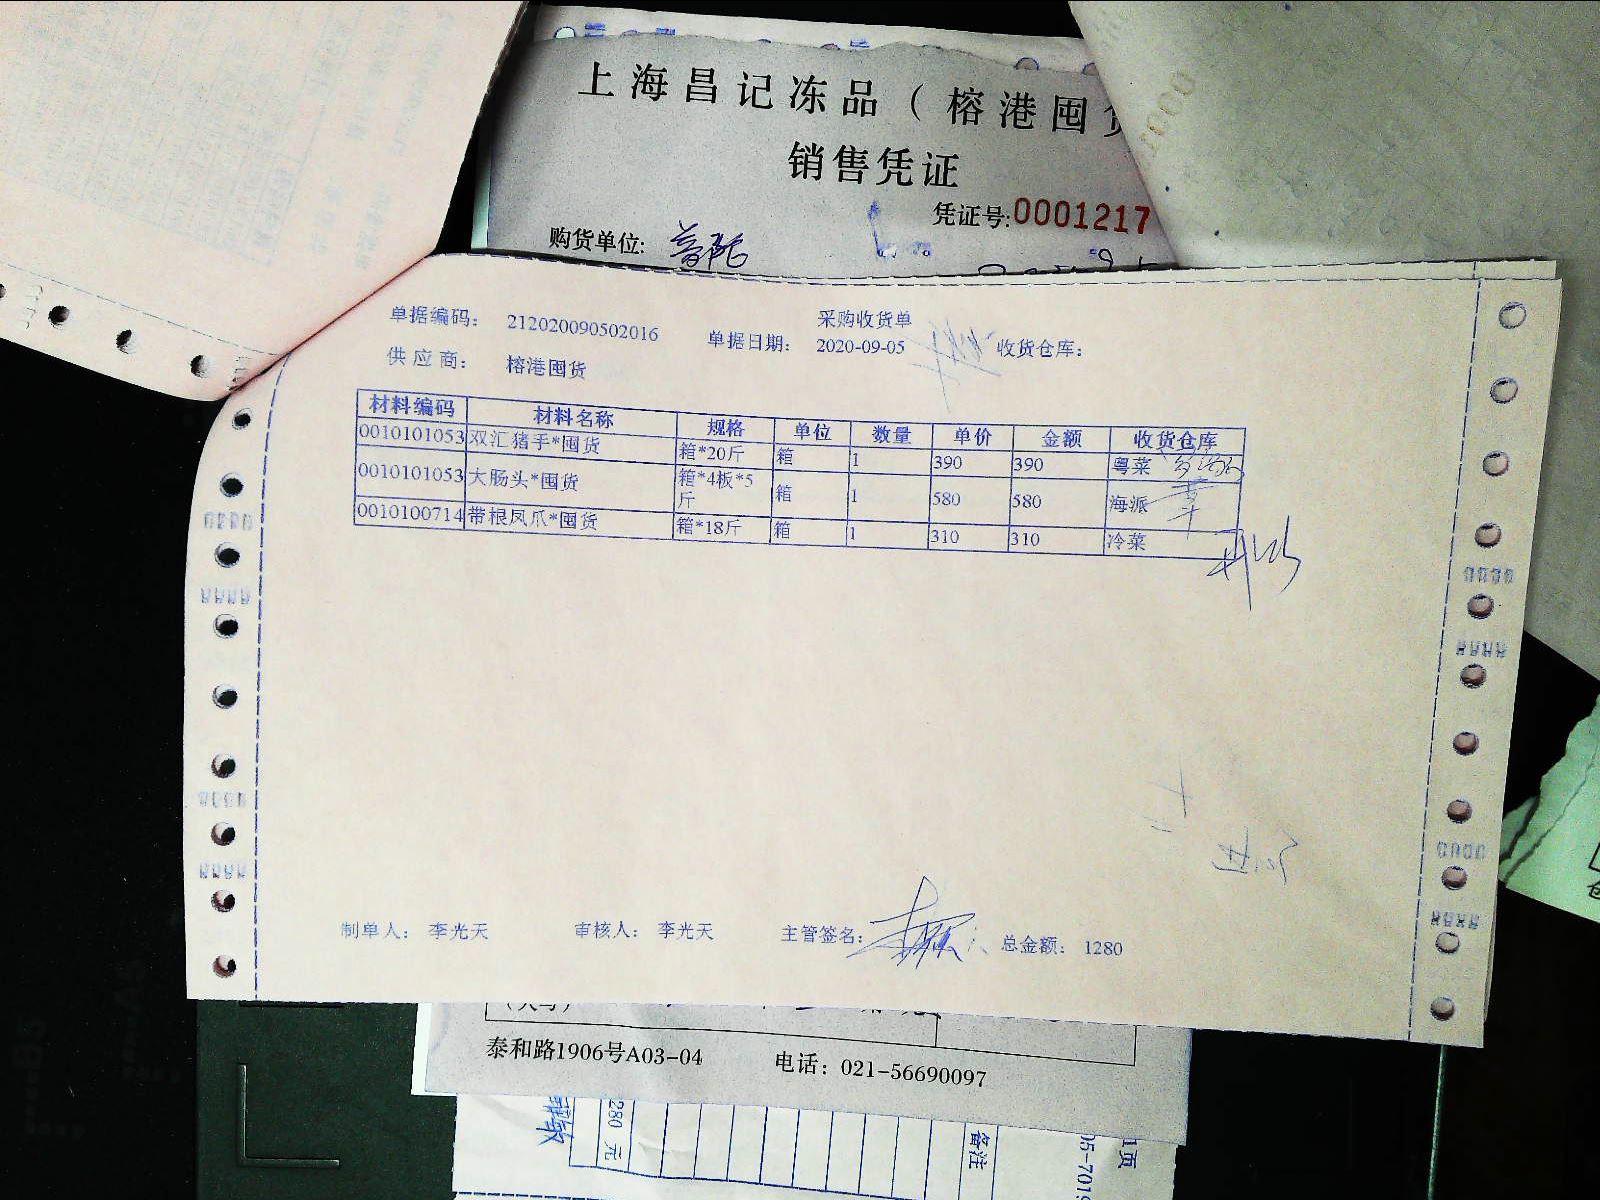 上海昌记冻品（榕港囤货
销售凭证
凭证号:0001217
购货单位:
采购收货单
单据编码: 212020090502016 单据日期: 2020-09-05 收货仓库:
供应商: 榕港囤货
材料编码 材料名称 规格 单位 数量 单价 金额 收货仓库
0010101053 双汇猪手*囤货 箱*20斤 箱 1 390 390 粤菜
0010101053 大肠头*囤货 箱*4板*5斤 箱 1 580 580 海派
0010100714 带根凤爪*囤货 箱*18斤 箱 1 310 310 冷菜
制单人: 李光天 审核人: 李光天 主管签名: 总金额: 1280
泰和路1906号A03-04 电话: 021-56690097
280 元
备注
05-7019
1页